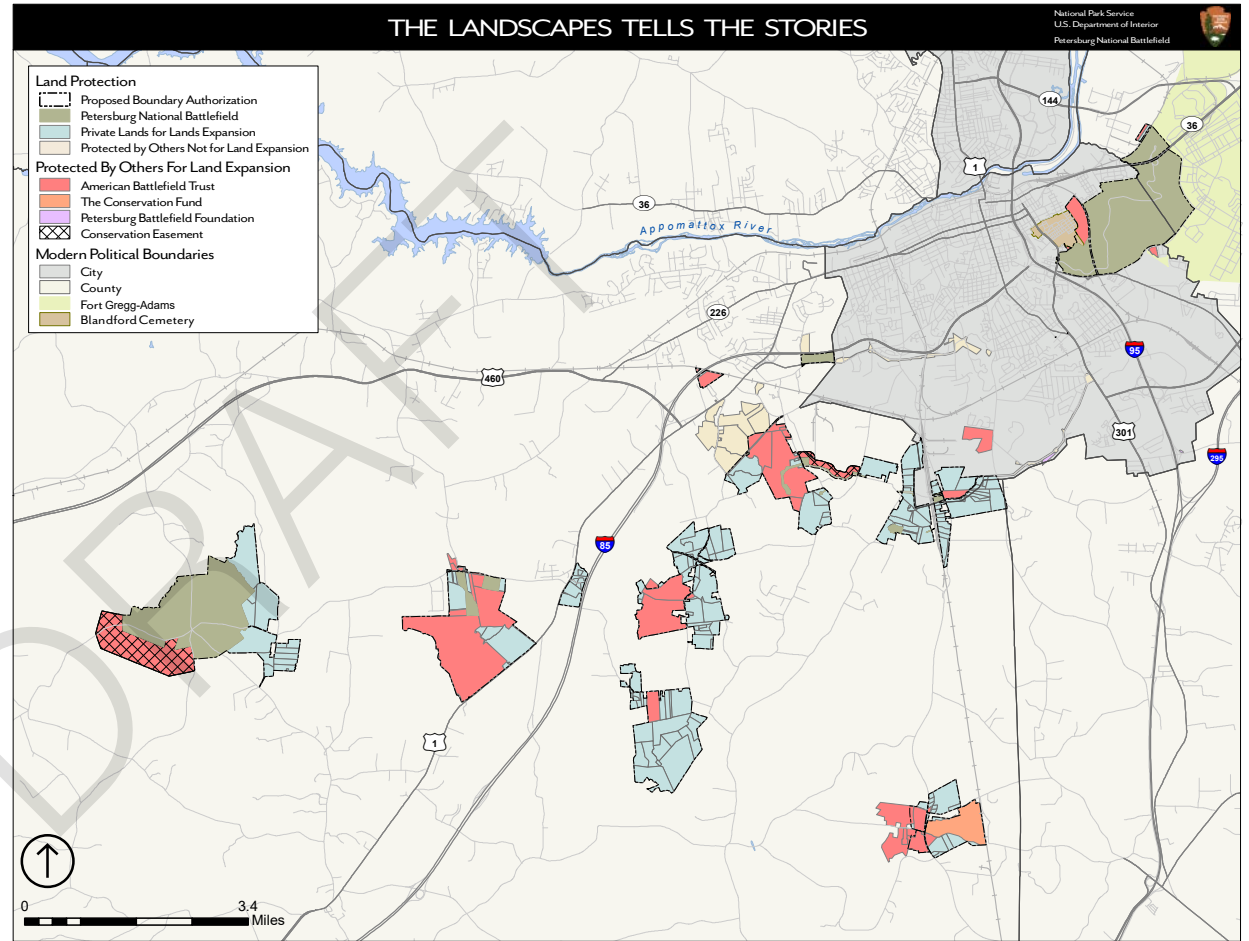 THE LANDSCAPES TELLS THE STORIES
National Park Service
U.S. Department of Interior
Petersburg National Battlefield
Land Protection
Proposed Boundary Authorization
Petersburg National Battlefield
Private Lands for Lands Expansion
Protected by Others Not for Land Expansion
Protected By Others For Land Expansion
American Battlefield Trust
The Conservation Fund
Petersburg Battlefield Foundation
Conservation Easement
Modern Political Boundaries
City
County
Fort Gregg-Adams
Blandford Cemetery
144
36
1
36
Appomattox River
226
95
460
301
295
85
1
DRAFT
0 3.4
Miles